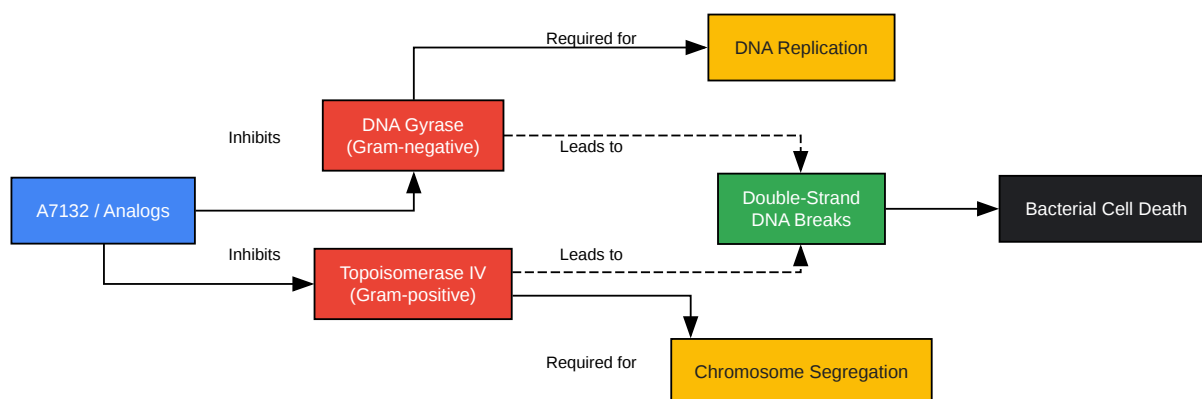 Required for
DNA Replication
Inhibits
DNA Gyrase
(Gram-negative)
Leads to
A7132 / Analogs
Double-Strand
DNA Breaks
Bacterial Cell Death
Inhibits
Topoisomerase IV
(Gram-positive)
Leads to
Required for
Chromosome Segregation